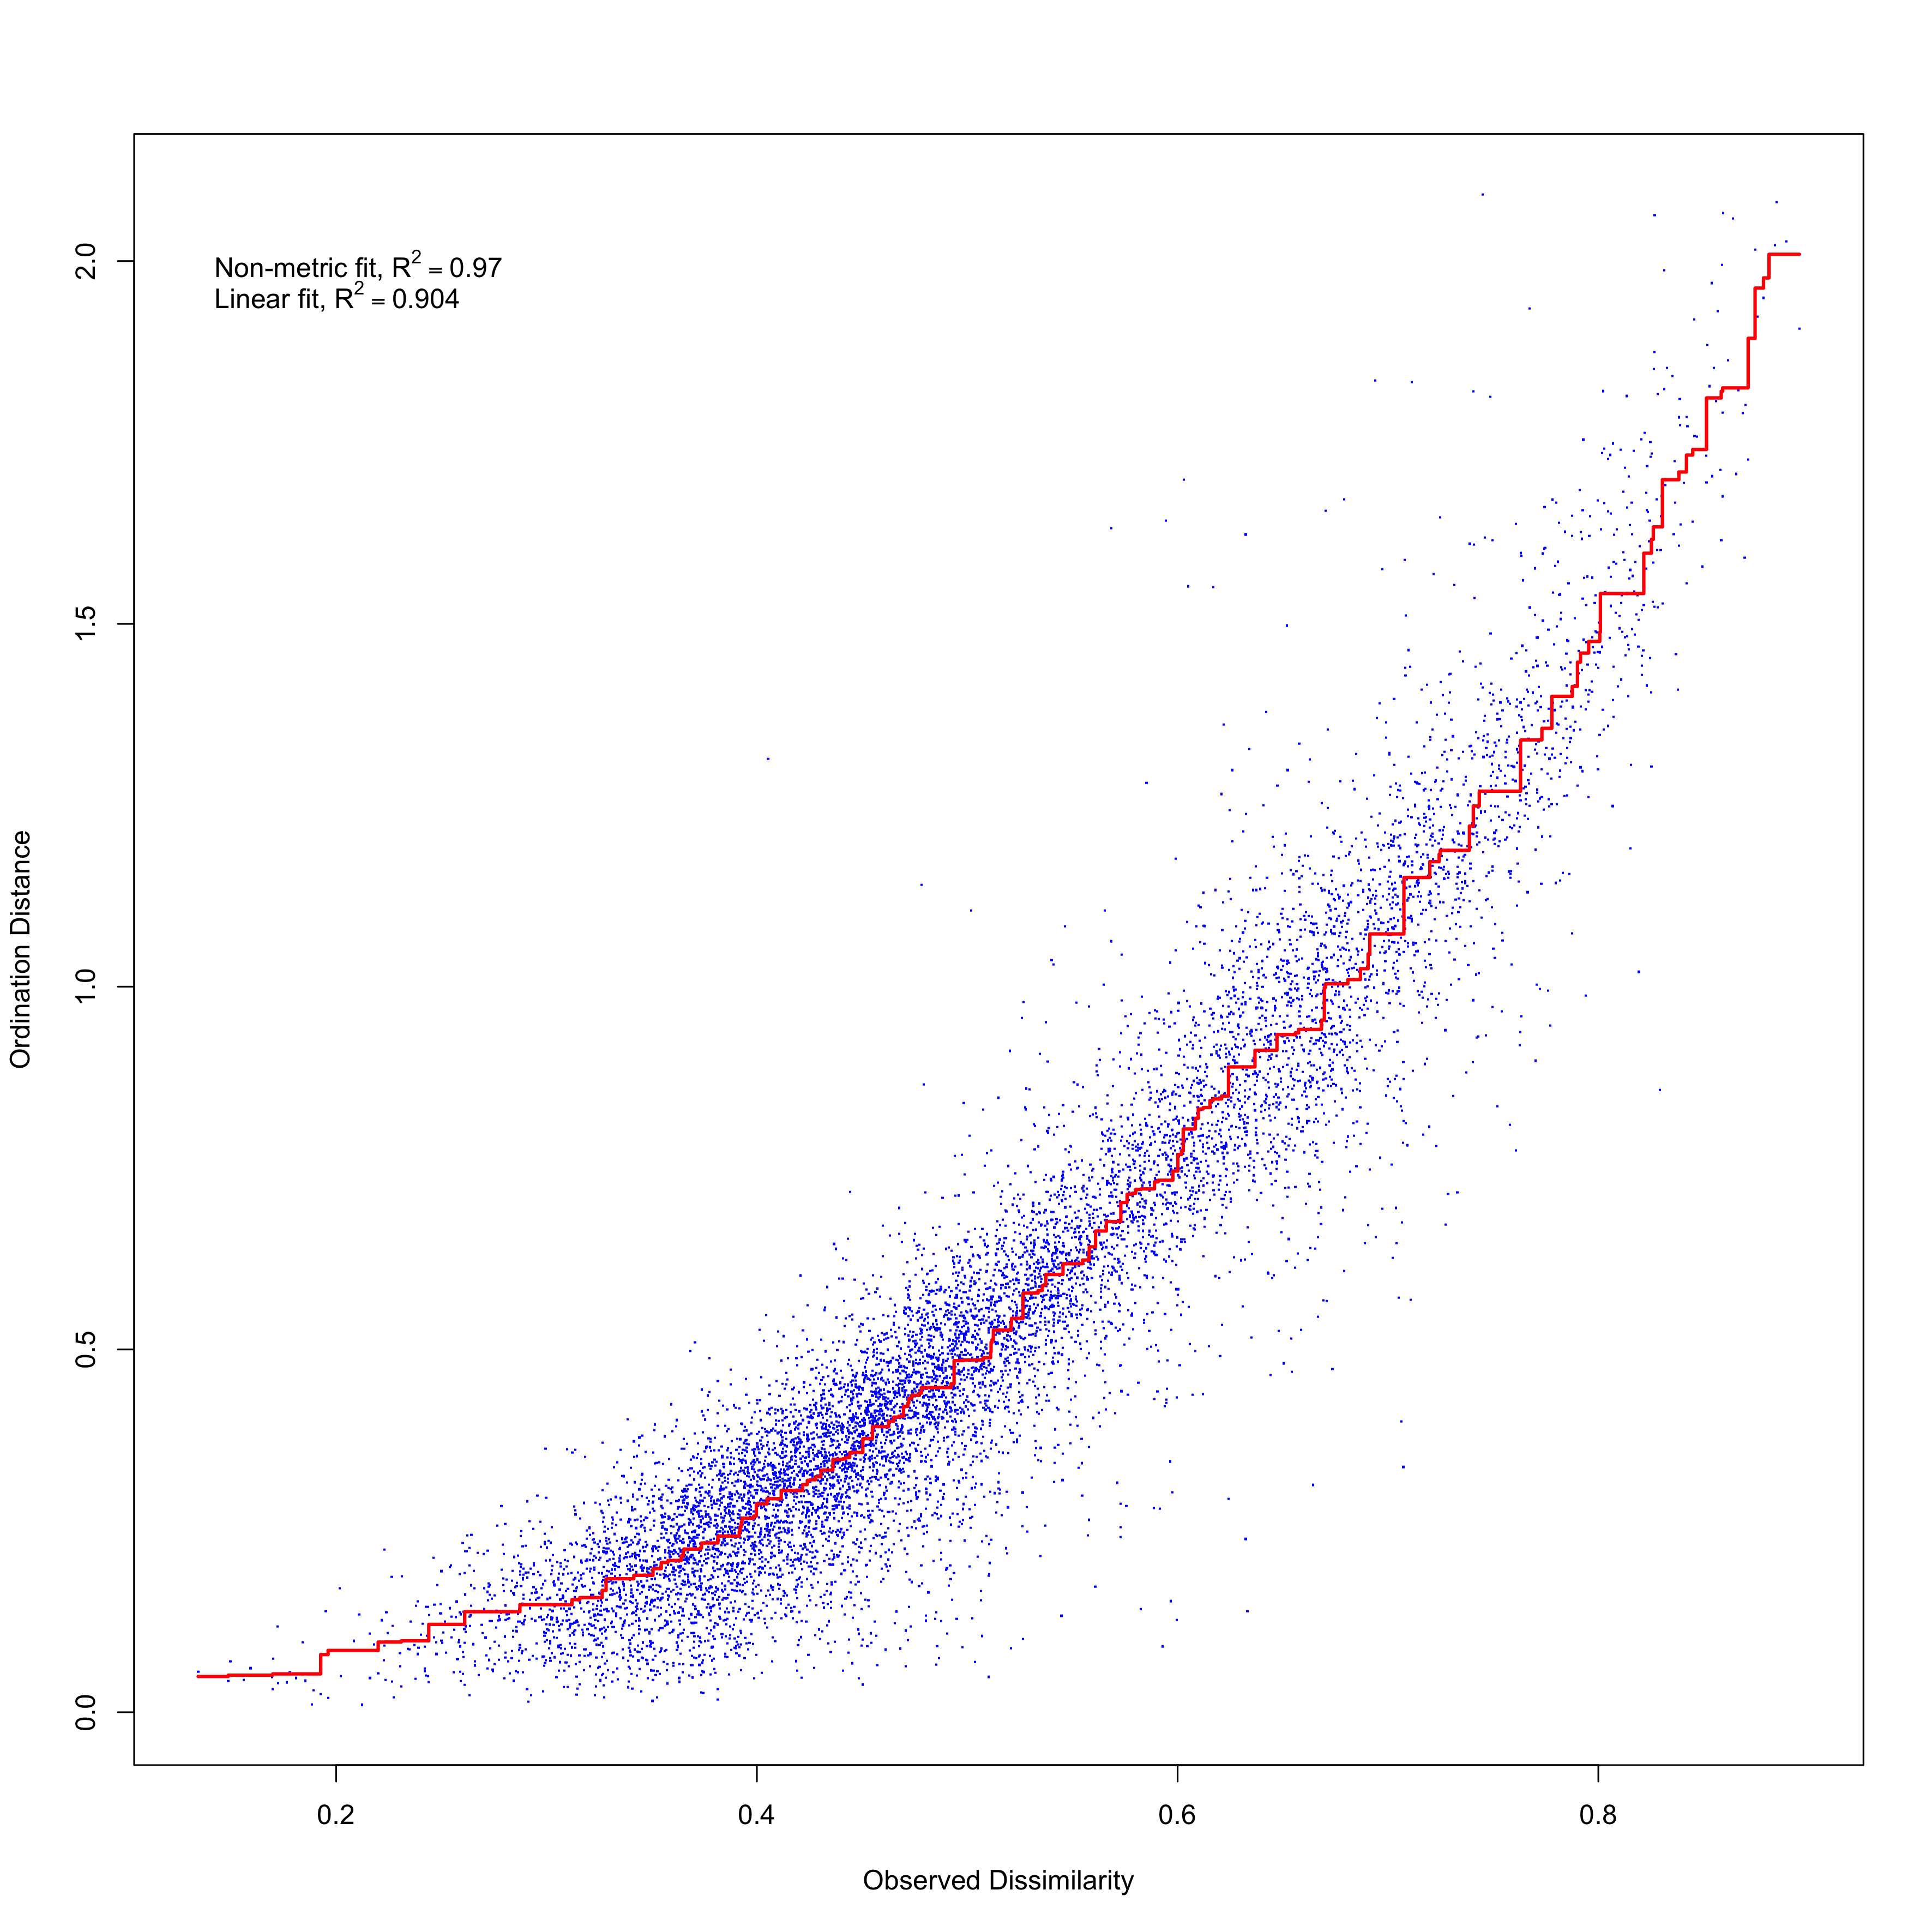 Non-metric fit, R² = 0.97
Linear fit, R² = 0.904
2.0
1.5
1.0
0.5
0.0
Ordination Distance
0.2 0.4 0.6 0.8
Observed Dissimilarity